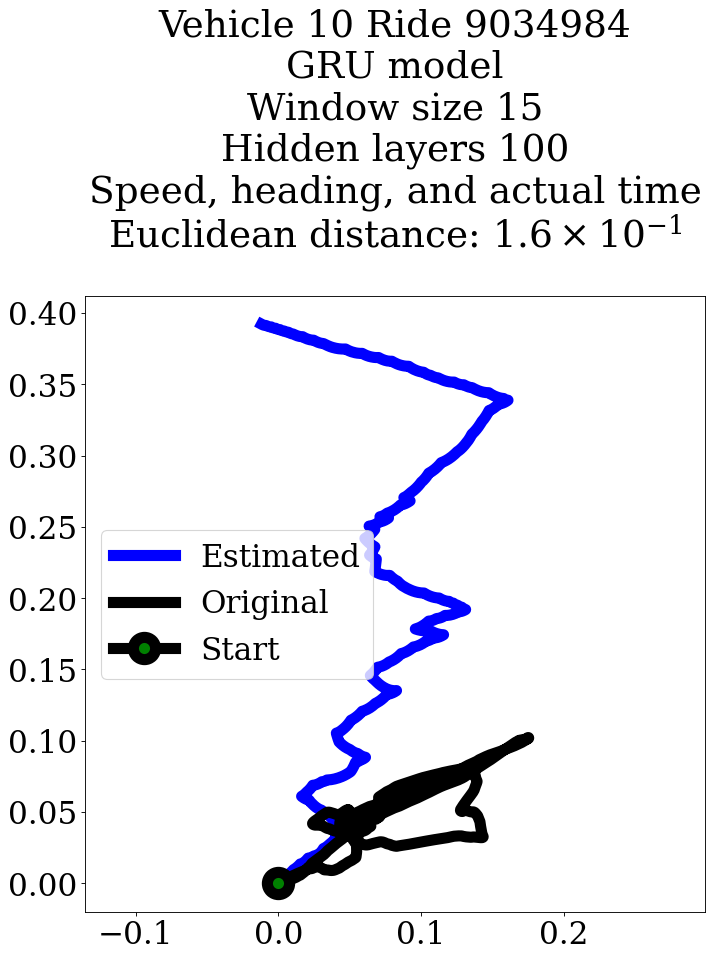 Vehicle 10 Ride 9034984
GRU model
Window size 15
Hidden layers 100
Speed, heading, and actual time
Euclidean distance: 1.6 × 10⁻¹
0.40
0.35
0.30
0.25
0.20
0.15
0.10
0.05
0.00
Estimated
Original
Start
−0.1 0.0 0.1 0.2